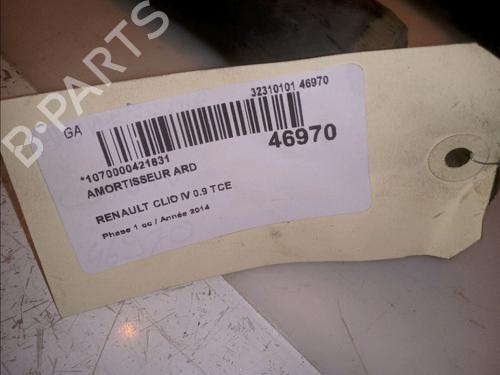 B-PARTS
GA
32310101 46970
46970
*1070000421831
AMORTISSEUR ARD
RENAULT CLIO IV 0.9 TCE
Phase 1 cc / Année 2014